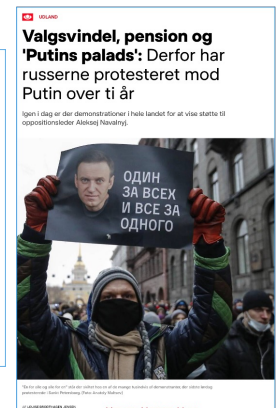 UDLAND
Valgsvindel, pension og
'Putins palads': Derfor har
russerne protesteret mod
Putin over ti år
Igen i dag er der demonstrationer i hele landet for at vise støtte til
oppositionsleder Aleksej Navalnyj.
ОДИН
ЗА ВСЕХ
И ВСЕ ЗА
ОДНОГО